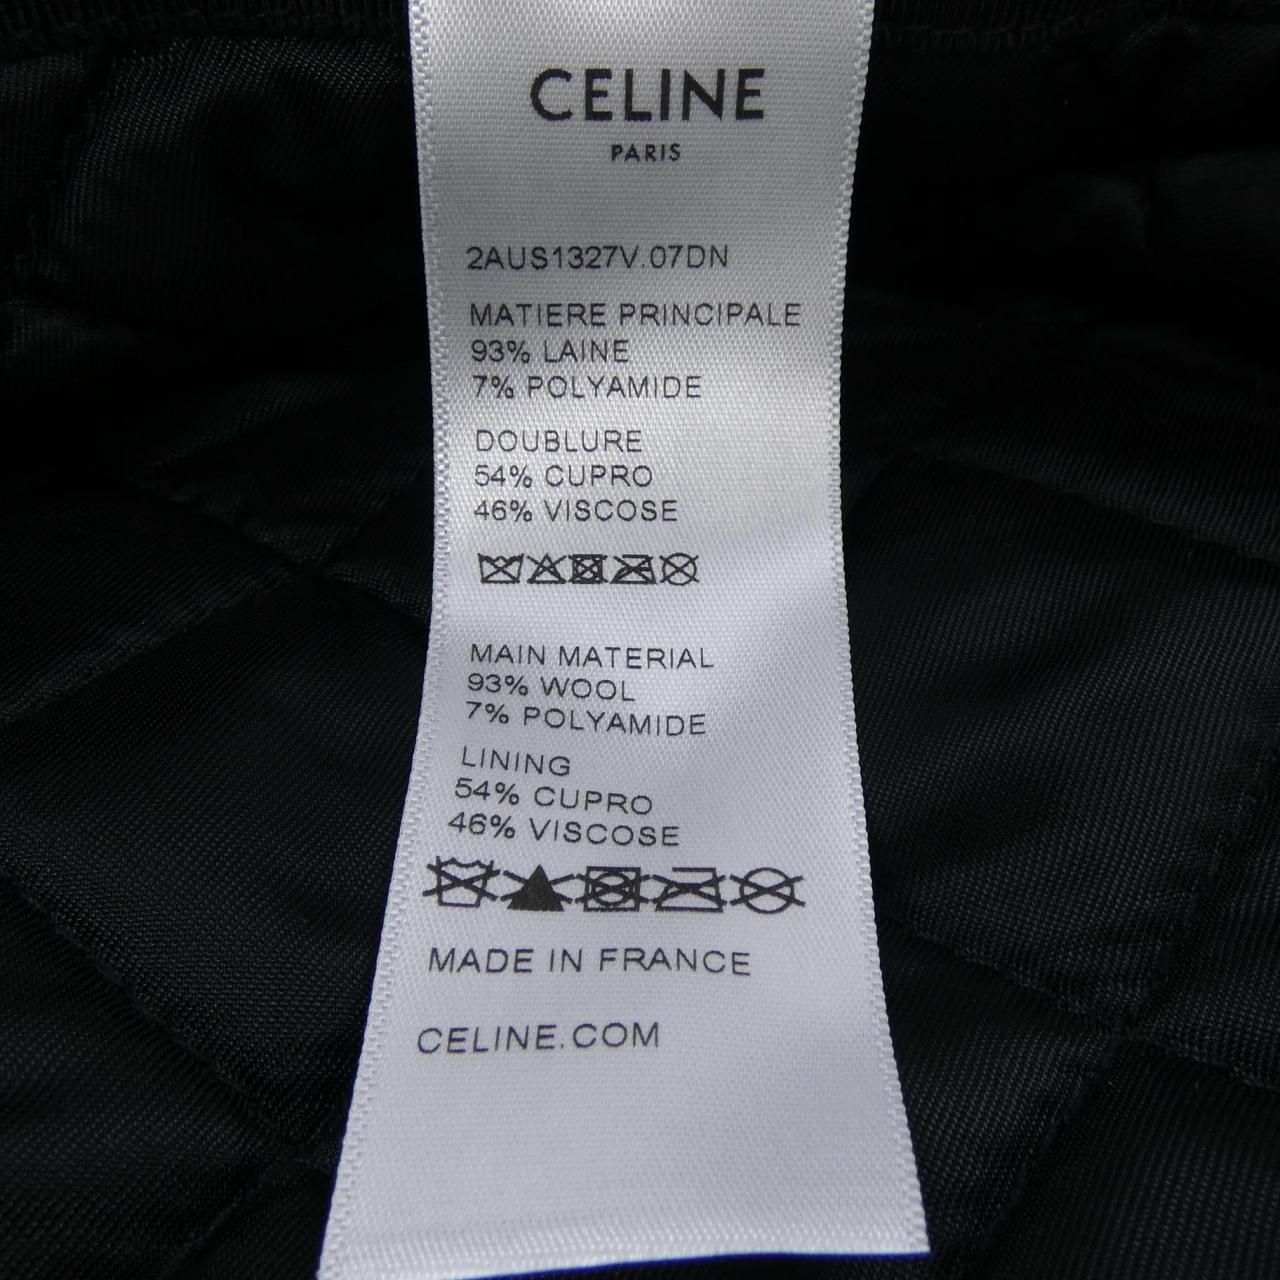 CELINE
PARIS
2AUS1327V.07DN
MATIERE PRINCIPALE
93% LAINE
7% POLYAMIDE
DOUBLURE
54% CUPRO
46% VISCOSE
MAIN MATERIAL
93% WOOL
7% POLYAMIDE
LINING
54% CUPRO
46% VISCOSE
MADE IN FRANCE
CELINE.COM